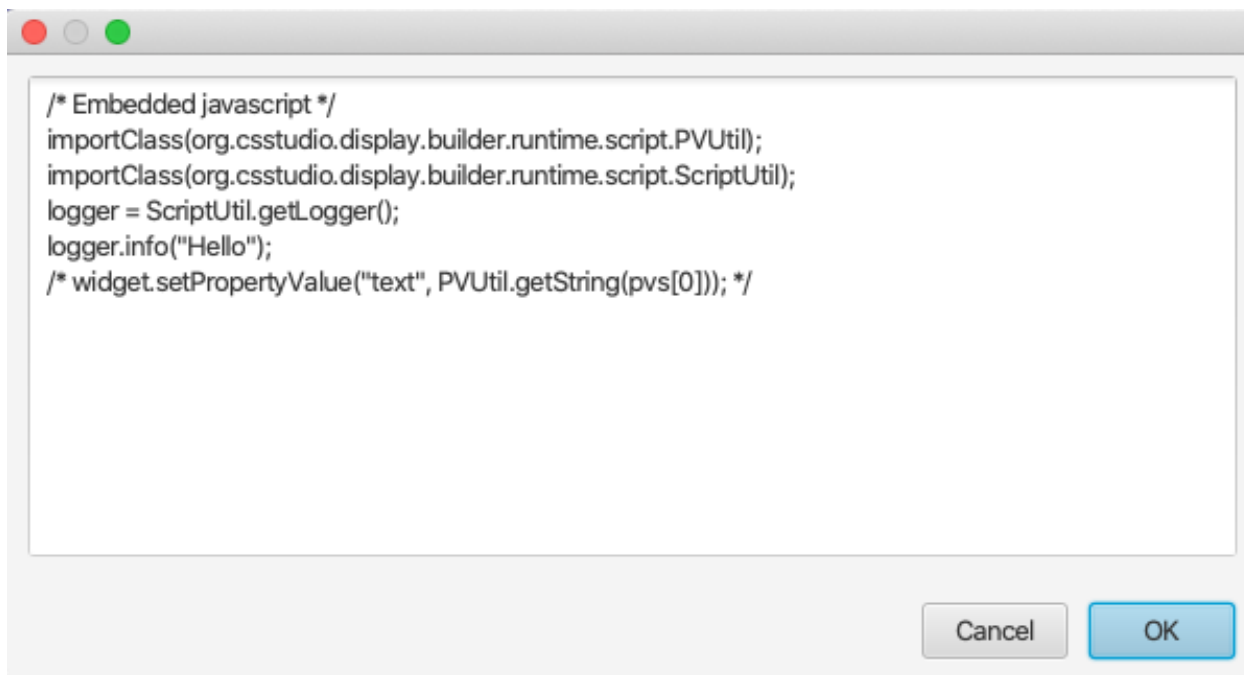 /* Embedded javascript */
importClass(org.csstudio.display.builder.runtime.script.PVUtil);
importClass(org.csstudio.display.builder.runtime.script.ScriptUtil);
logger = ScriptUtil.getLogger();
logger.info("Hello");
/* widget.setPropertyValue("text", PVUtil.getString(pvs[0])); */
Cancel OK